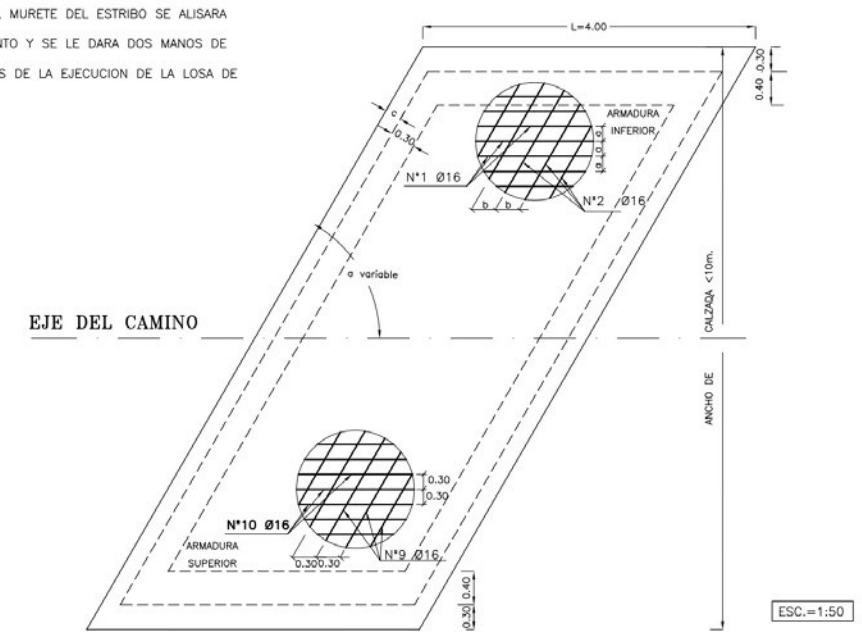 MURETE DEL ESTRIBO SE ALISARA
NTO Y SE LE DARA DOS MANOS DE
S DE LA EJECUCION DE LA LOSA DE
L=4.00
0.30
0.40
c
0.30
ARMADURA
INFERIOR
a
a
a
N°1 Ø16
N°2 Ø16
b b
α variable
EJE DEL CAMINO
CALZADA <10m.
ANCHO DE
0.30
0.30
N°10 Ø16
ARMADURA
SUPERIOR
N°9 Ø16
0.30 0.30
0.40
0.30
ESC.=1:50